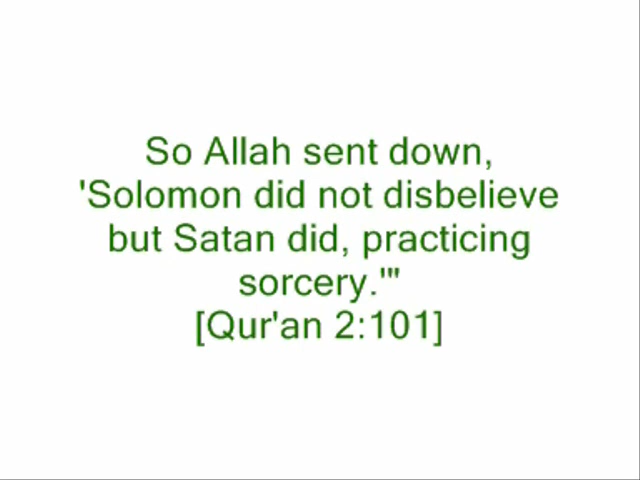 So Allah sent down,
'Solomon did not disbelieve
but Satan did, practicing
sorcery.'"
[Qur'an 2:101]